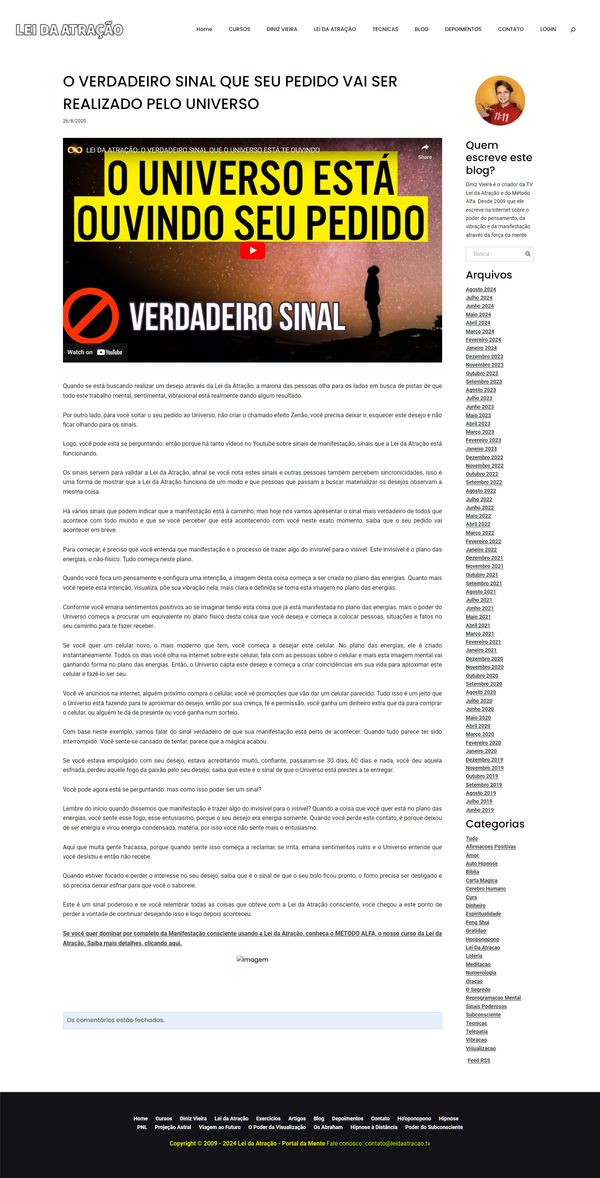 LEI DA ATRAÇÃO
Home CURSOS DINIZ VIEIRA LEI DA ATRAÇÃO TECNICAS BLOG DEPOIMENTOS CONTATO LOGIN
O VERDADEIRO SINAL QUE SEU PEDIDO VAI SER
REALIZADO PELO UNIVERSO
26/8/2020
LEI DA ATRAÇÃO: O VERDADEIRO SINAL QUE O UNIVERSO ESTÁ TE OUVINDO
Share
O UNIVERSO ESTÁ
OUVINDO SEU PEDIDO
VERDADEIRO SINAL
Watch on YouTube
Quando se está buscando realizar um desejo através da Lei da Atração, a maioria das pessoas olha para os lados em busca de pistas de que
todo este trabalho mental, sentimental, vibracional está realmente dando algum resultado.
Por outro lado, para você soltar o seu pedido ao Universo, não criar o chamado efeito Zenão, você precisa deixar ir, esquecer este desejo e não
ficar olhando para os sinais.
Logo, você pode está se perguntando: então porque há tanto vídeos no Youtube sobre sinais de manifestação, sinais que a Lei da Atração está
funcionando.
Os sinais servem para validar a Lei da Atração, afinal se você nota estes sinais e outras pessoas também percebem sincronicidades, isso é
uma forma de mostrar que a Lei da Atração funciona de um modo e que pessoas que passam a buscar materializar os desejos observam a
mesma coisa.
Há vários sinais que podem indicar que a manifestação está à caminho, mas hoje nós vamos apresentar o sinal mais verdadeiro de todos que
acontece com todo mundo e que se você perceber que está acontecendo com você neste exato momento, saiba que o seu pedido vai
acontecer em breve.
Para começar, é preciso que você entenda que manifestação é o processo de trazer algo do invisível para o visível. Este invisível é o plano das
energias, o não-físico. Tudo começa neste plano.
Quando você foca um pensamento e configura uma intenção, a imagem desta coisa começa a ser criada no plano das energias. Quanto mais
você repete esta intenção, visualiza, põe sua vibração nela, mais clara e definida se torna esta imagem no plano das energias.
Conforme você emana sentimentos positivos ao se imaginar tendo esta coisa que já está manifestada no plano das energias, mais o poder do
Universo começa a procurar um equivalente no plano físico desta coisa que você deseja e começa a colocar pessoas, situações e fatos no
seu caminho para te fazer receber.
Se você quer um celular novo, o mais moderno que tem, você começa a desejar este celular. No plano das energias, ele é criado
instantaneamente. Todos os dias você olha na internet sobre este celular, fala com as pessoas sobre o celular e mais esta imagem mental vai
ganhando forma no plano das energias. Então, o Universo capta este desejo e começa a criar coincidências em sua vida para aproximar este
celular e fazê-lo ser seu.
Você vê anúncios na internet, alguém próximo compra o celular, você vê promoções que vão dar um celular parecido. Tudo isso é um jeito que
o Universo está fazendo para te aproximar do desejo, então por sua crença, fé e permissão, você ganha um dinheiro extra que dá para comprar
o celular, ou alguém te dá de presente ou você ganha num sorteio.
Com base neste exemplo, vamos falar do sinal verdadeiro de que sua manifestação está perto de acontecer: Quando tudo parece ter sido
interrompido. Você sente-se cansado de tentar, parece que a mágica acabou.
Se você estava empolgado com seu desejo, estava acreditando muito, confiante, passaram-se 30 dias, 60 dias e nada, você deu aquela
esfriada, perdeu aquele fogo da paixão pelo seu desejo, saiba que este é o sinal de que o Universo está prestes a te entregar.
Você pode agora está se perguntando: mas como isso poder ser um sinal?
Lembre do início quando dissemos que manifestação é trazer algo do invisível para o visível? Quando a coisa que você quer está no plano das
energias, você sente esse fogo, esse entusiasmo, porque o seu desejo era energia somente. Quando você perde este contato, é porque deixou
de ser energia e virou energia condensada, matéria, por isso você não sente mais o entusiasmo.
Aqui que muita gente fracassa, porque quando sente isso começa a reclamar, se irrita, emana sentimentos ruins e o Universo entende que
você desistiu e então não recebe.
Quando estiver focado e perder o interesse no seu desejo, saiba que é o sinal de que o seu bolo ficou pronto, o forno precisa ser desligado e
só precisa deixar esfriar para que você o saboreie.
Este é um sinal poderoso e se você relembrar todas as coisas que obteve com a Lei da Atração consciente, você chegou a este ponto de
perder a vontade de continuar desejando isso e logo depois aconteceu.
Se você quer dominar por completo da Manifestação consciente usando a Lei da Atração, conheça o MÉTODO ALFA, o nosso curso da Lei da
Atração. Saiba mais detalhes, clicando aqui.
Imagem
Os comentários estão fechados.
11:11
Quem
escreve este
blog?
Diniz Vieira é o criador da TV
Lei da Atração e do Método
Alfa. Desde 2009 que ele
escreve na Internet sobre o
poder do pensamento, da
vibração e da manifestação
através da força da mente.
Busca
Arquivos
Agosto 2024
Julho 2024
Junho 2024
Maio 2024
Abril 2024
Março 2024
Fevereiro 2024
Janeiro 2024
Dezembro 2023
Novembro 2023
Outubro 2023
Setembro 2023
Agosto 2023
Julho 2023
Junho 2023
Maio 2023
Abril 2023
Março 2023
Fevereiro 2023
Janeiro 2023
Dezembro 2022
Novembro 2022
Outubro 2022
Setembro 2022
Agosto 2022
Julho 2022
Junho 2022
Maio 2022
Abril 2022
Março 2022
Fevereiro 2022
Janeiro 2022
Dezembro 2021
Novembro 2021
Outubro 2021
Setembro 2021
Agosto 2021
Julho 2021
Junho 2021
Maio 2021
Abril 2021
Março 2021
Fevereiro 2021
Janeiro 2021
Dezembro 2020
Novembro 2020
Outubro 2020
Setembro 2020
Agosto 2020
Julho 2020
Junho 2020
Maio 2020
Abril 2020
Março 2020
Fevereiro 2020
Janeiro 2020
Dezembro 2019
Novembro 2019
Outubro 2019
Setembro 2019
Agosto 2019
Julho 2019
Junho 2019
Categorias
Tudo
Afirmacoes Positivas
Amor
Auto Hipnose
Biblia
Carta Magica
Cerebro Humano
Cura
Dinheiro
Espiritualidade
Feng Shui
Gratidao
Hooponopono
Lei Da Atracao
Loteria
Meditacao
Numerologia
Oracao
O Segredo
Reprogramacao Mental
Sinais Poderosos
Subconsciente
Tecnicas
Telepatia
Vibracao
Visualizacao
Feed RSS
Home Cursos Diniz Vieira Lei da Atração Exercícios Artigos Blog Depoimentos Contato Ho'oponopono Hipnose
PNL Projeção Astral Viagem ao Futuro O Poder da Visualização Os Abraham Hipnose à Distância Poder do Subconsciente
Copyright © 2009 - 2024 Lei da Atração - Portal da Mente Fale conosco: contato@leidaatracao.tv